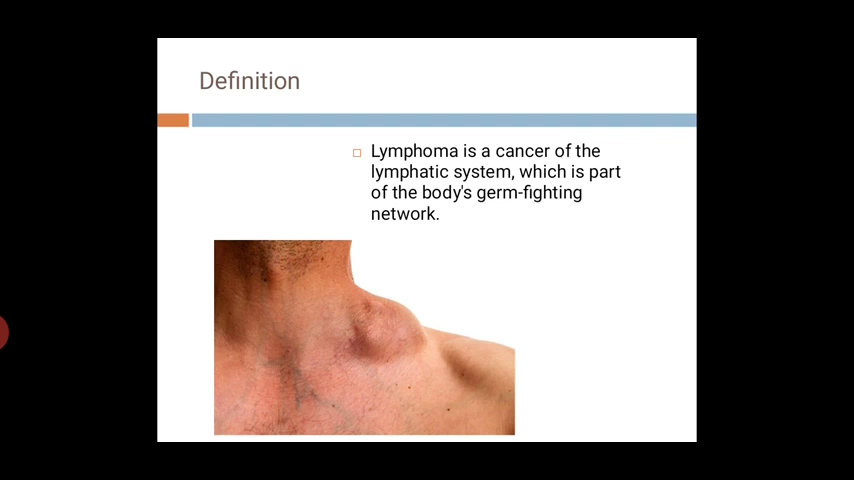 Definition
Lymphoma is a cancer of the
lymphatic system, which is part
of the body's germ-fighting
network.